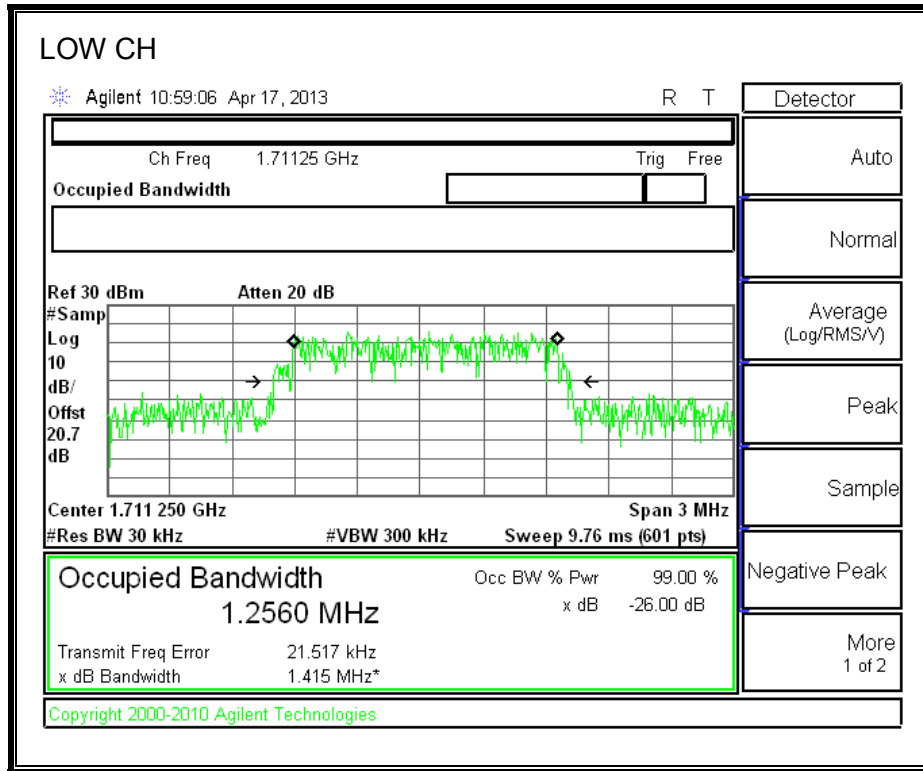 LOW CH
Agilent 10:59:06 Apr 17, 2013 R T
Detector
Ch Freq 1.71125 GHz Trig Free
Occupied Bandwidth
Auto
Normal
Average
(Log/RMS/V)
Peak
Sample
Negative Peak
More
1 of 2
Ref 30 dBm Atten 20 dB
#Samp
Log
10
dB/
Offst
20.7
dB
Center 1.711 250 GHz Span 3 MHz
#Res BW 30 kHz #VBW 300 kHz Sweep 9.76 ms (601 pts)
Occupied Bandwidth Occ BW % Pwr 99.00 %
1.2560 MHz x dB -26.00 dB
Transmit Freq Error 21.517 kHz
x dB Bandwidth 1.415 MHz*
Copyright 2000-2010 Agilent Technologies